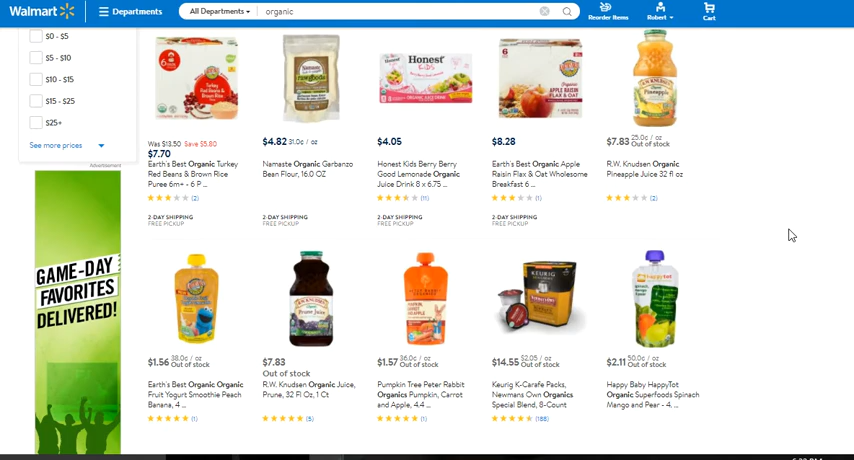 Walmart
Departments
All Departments
organic
Reorder Items
Robert
Cart
$0 - $5
$5 - $10
$10 - $15
$15 - $25
$25+
See more prices
Advertisement
GAME-DAY
FAVORITES
DELIVERED!
Was $13.50 Save $5.80
$7.70
Earth's Best Organic Turkey
Red Beans & Brown Rice
Puree 6m+ - 6 P ...
(2)
2-DAY SHIPPING
FREE PICKUP
$4.82 31.0¢ / oz
Namaste Organic Garbanzo
Bean Flour, 16.0 OZ
2-DAY SHIPPING
FREE PICKUP
Honest
$4.05
Honest Kids Berry Berry
Good Lemonade Organic
Juice Drink 8 x 6.75 ...
(11)
2-DAY SHIPPING
FREE PICKUP
APPLE RAISIN
FLAX & OAT
$8.28
Earth's Best Organic Apple
Raisin Flax & Oat Wholesome
Breakfast 6 ...
(1)
2-DAY SHIPPING
FREE PICKUP
$7.83 25.0¢ / oz
Out of stock
R.W. Knudsen Organic
Pineapple Juice 32 fl oz
(2)
$1.56 38.0¢ / oz
Out of stock
Earth's Best Organic Organic
Fruit Yogurt Smoothie Peach
Banana, 4 ...
(1)
$7.83
Out of stock
R.W. Knudsen Organic Juice,
Prune, 32 Fl Oz, 1 Ct
(5)
$1.57 36.0¢ / oz
Out of stock
Pumpkin Tree Peter Rabbit
Organics Pumpkin, Carrot
and Apple, 4.4 ...
(1)
KEURIG
$14.55 $2.05 / oz
Out of stock
Keurig K-Carafe Packs,
Newmans Own Organics
Special Blend, 8-Count
(188)
$2.11 50.0¢ / oz
Out of stock
Happy Baby HappyTot
Organic Superfoods Spinach
Mango and Pear - 4, ...